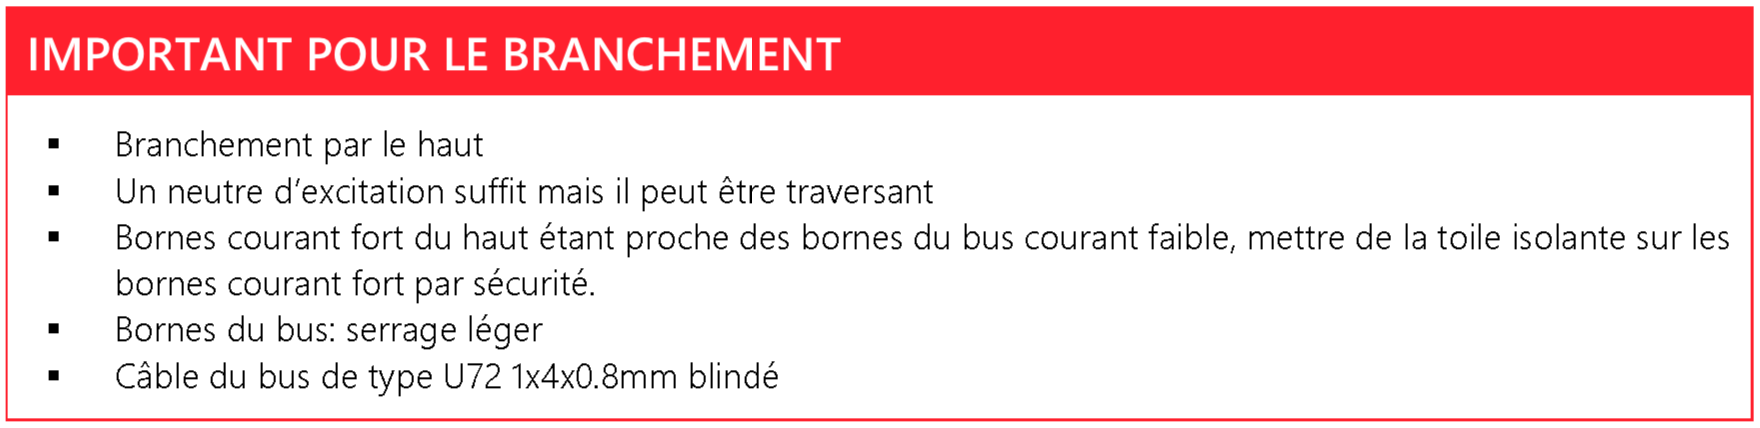 IMPORTANT POUR LE BRANCHEMENT
▪ Branchement par le haut
▪ Un neutre d’excitation suffit mais il peut être traversant
▪ Bornes courant fort du haut étant proche des bornes du bus courant faible, mettre de la toile isolante sur les
bornes courant fort par sécurité.
▪ Bornes du bus: serrage léger
▪ Câble du bus de type U72 1x4x0.8mm blindé